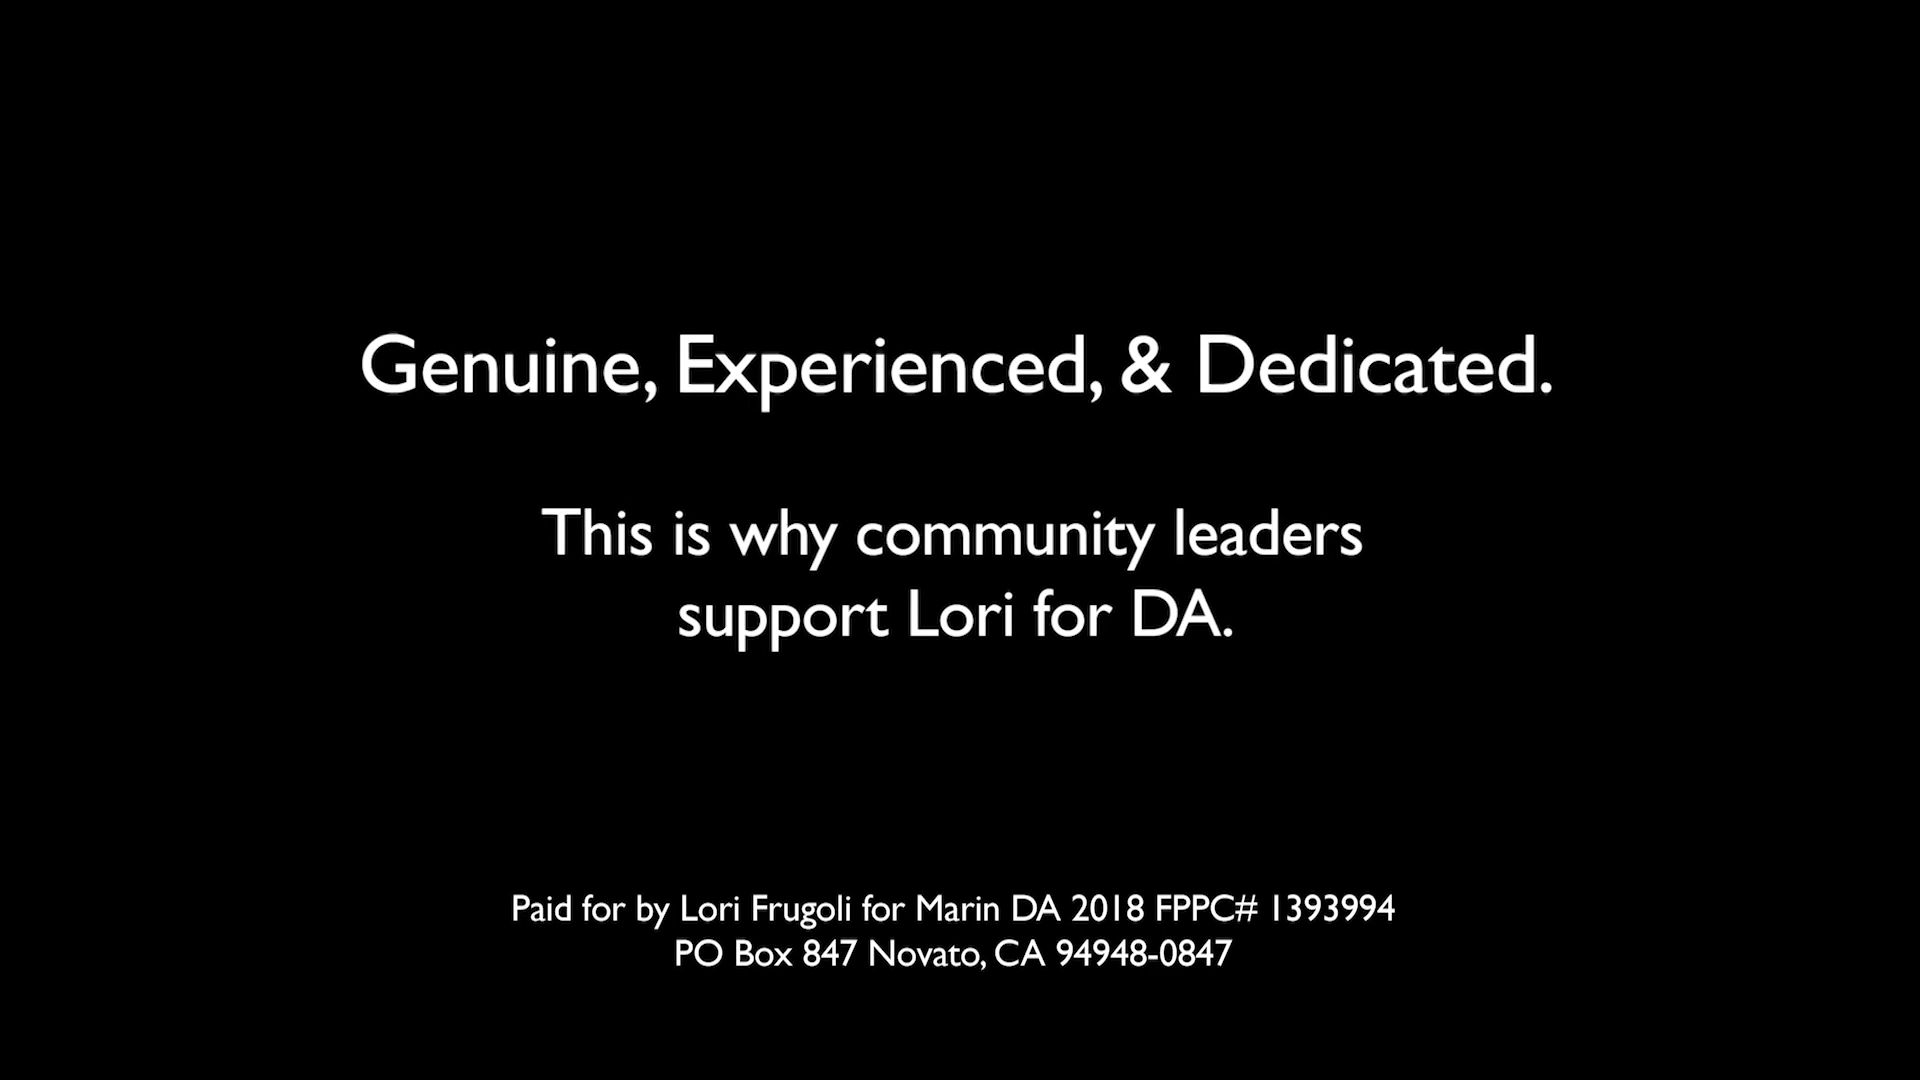 Genuine, Experienced, & Dedicated.
This is why community leaders
support Lori for DA.
Paid for by Lori Frugoli for Marin DA 2018 FPPC# 1393994
PO Box 847 Novato, CA 94948-0847